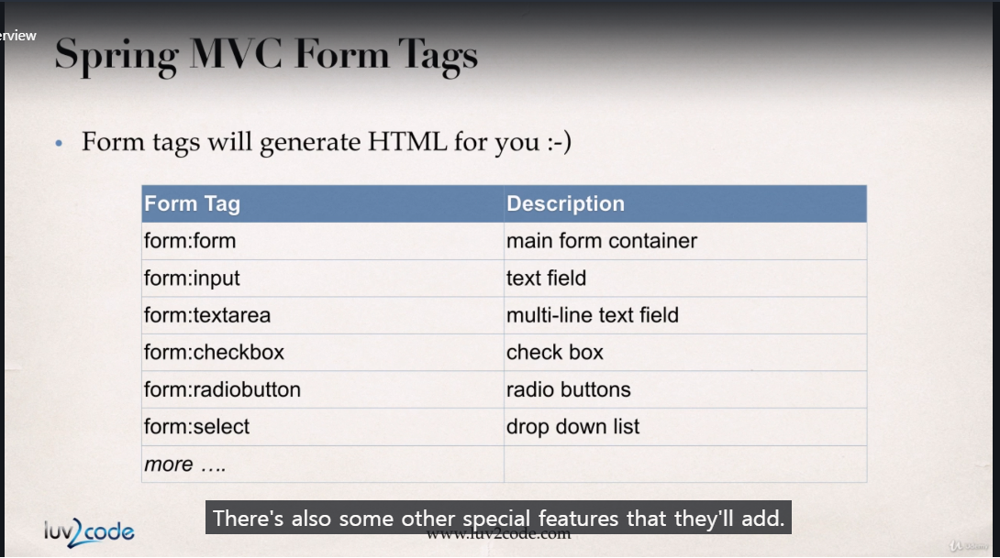 erview
Spring MVC Form Tags
• Form tags will generate HTML for you :-)
Form Tag Description
form:form main form container
form:input text field
form:textarea multi-line text field
form:checkbox check box
form:radiobutton radio buttons
form:select drop down list
more ....
There's also some other special features that they'll add.
luv2code www.luv2code.com
Udemy